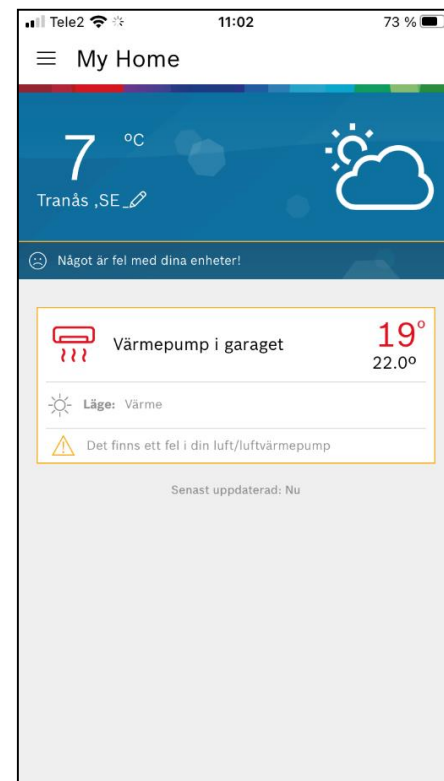 Tele2 11:02 73 %
My Home
7 °C
Tranås ,SE
Något är fel med dina enheter!
Värmepump i garaget 19°
22.0°
Läge: Värme
Det finns ett fel i din luft/luftvärmepump
Senast uppdaterad: Nu